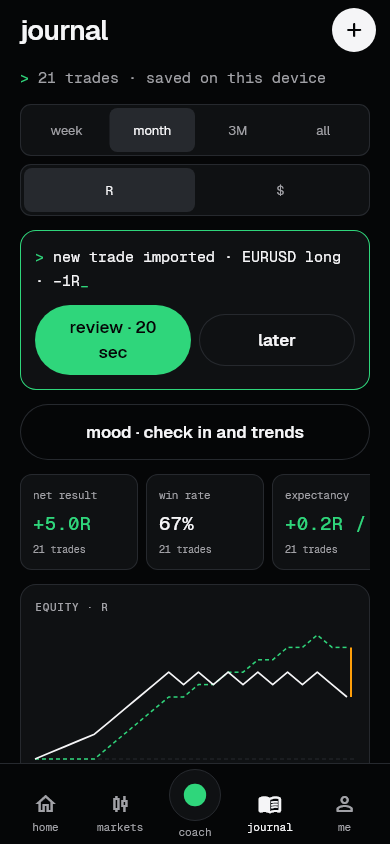 journal
+
> 21 trades · saved on this device
week month 3M all
R $
> new trade imported · EURUSD long
· −1R_
review · 20
sec
later
mood · check in and trends
net result win rate expectancy
+5.0R 67% +0.2R /
21 trades 21 trades 21 trades
EQUITY · R
home markets coach journal me